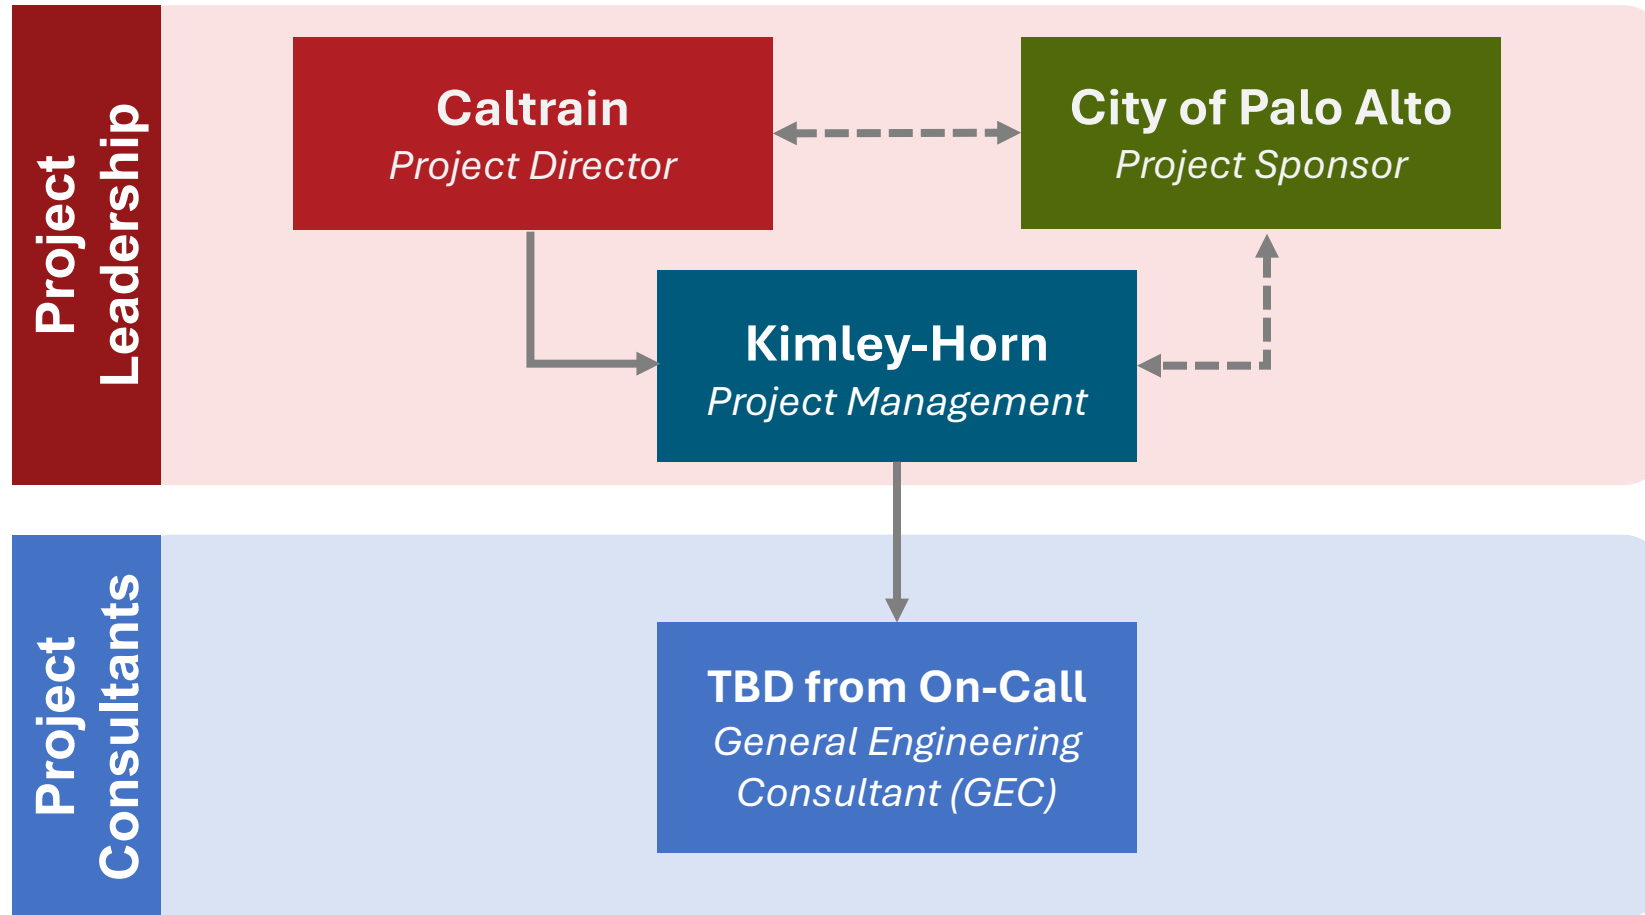 Project
Leadership
Caltrain
Project Director
City of Palo Alto
Project Sponsor
Kimley-Horn
Project Management
Project
Consultants
TBD from On-Call
General Engineering
Consultant (GEC)